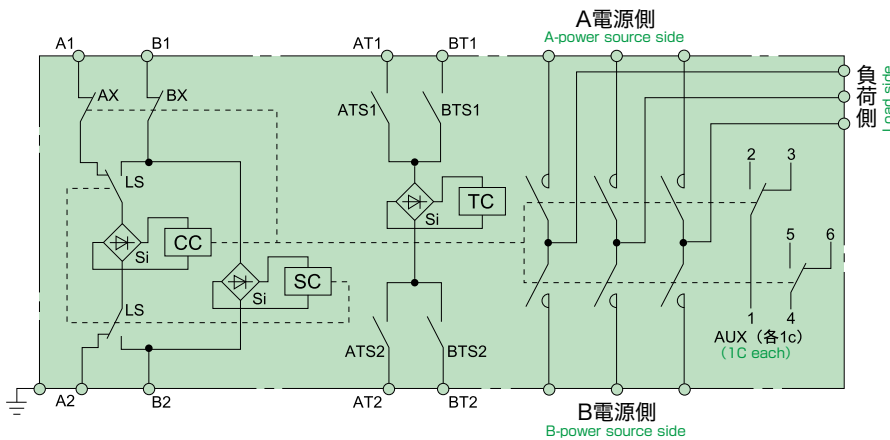 A電源側
A-power source side
A1
B1
AT1
BT1
負荷側
Load side
AX
BX
ATS1
BTS1
2
3
LS
Si
TC
Si
CC
5
6
SC
Si
LS
1
4
AUX（各1c）
（1C each）
ATS2
BTS2
A2
B2
AT2
BT2
B電源側
B-power source side